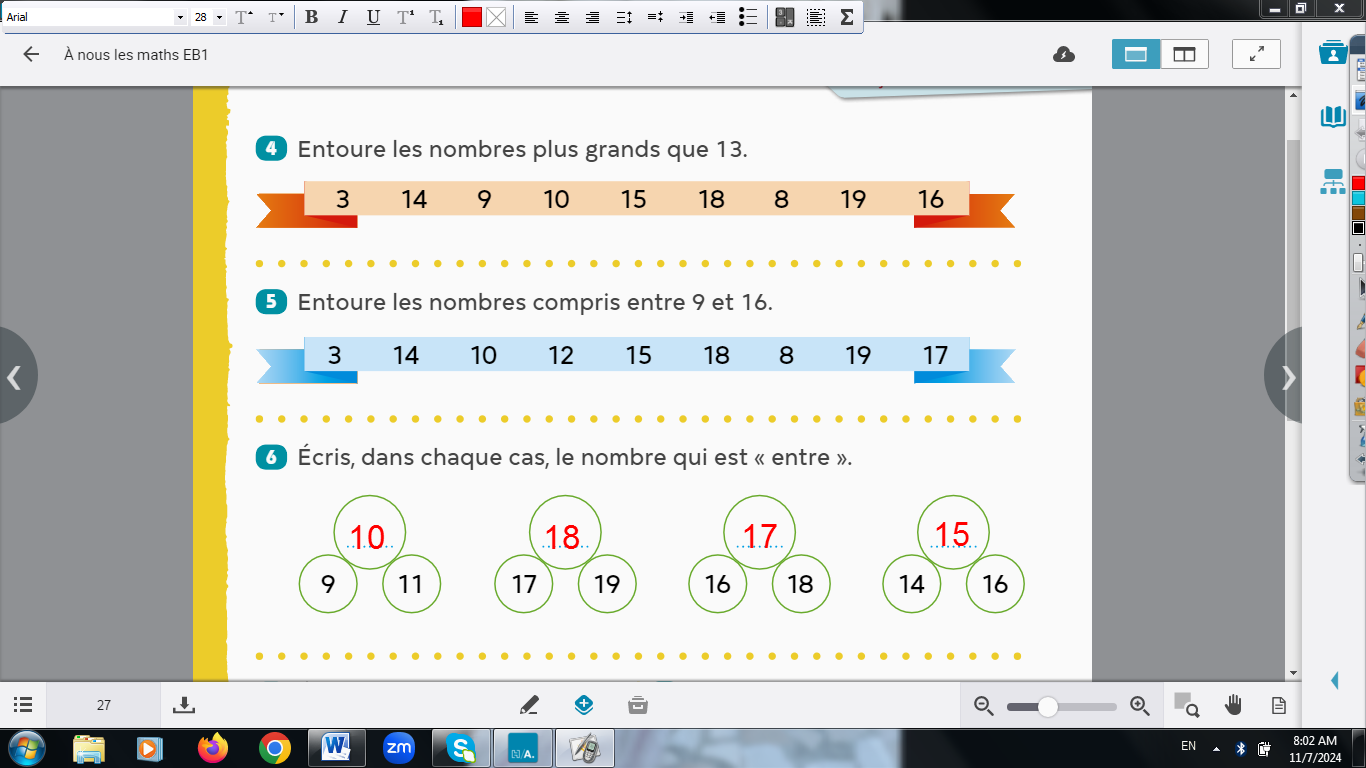 Arial 28 B I U T T Σ
À nous les maths EB1
4 Entoure les nombres plus grands que 13.
3 14 9 10 15 18 8 19 16
5 Entoure les nombres compris entre 9 et 16.
3 14 10 12 15 18 8 19 17
6 Écris, dans chaque cas, le nombre qui est « entre ».
10 18 17 15
9 11 17 19 16 18 14 16
27
W zm S N/A.
EN 8:02 AM
11/7/2024